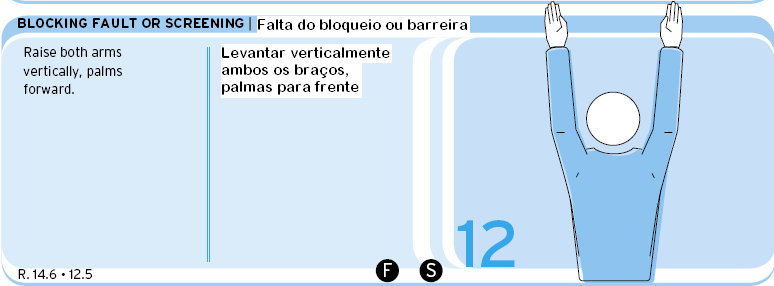 BLOCKING FAULT OR SCREENING | Falta do bloqueio ou barreira
Raise both arms
vertically, palms
forward.
Levantar verticalmente
ambos os braços,
palmas para frente
12
R. 14.6 • 12.5
F S